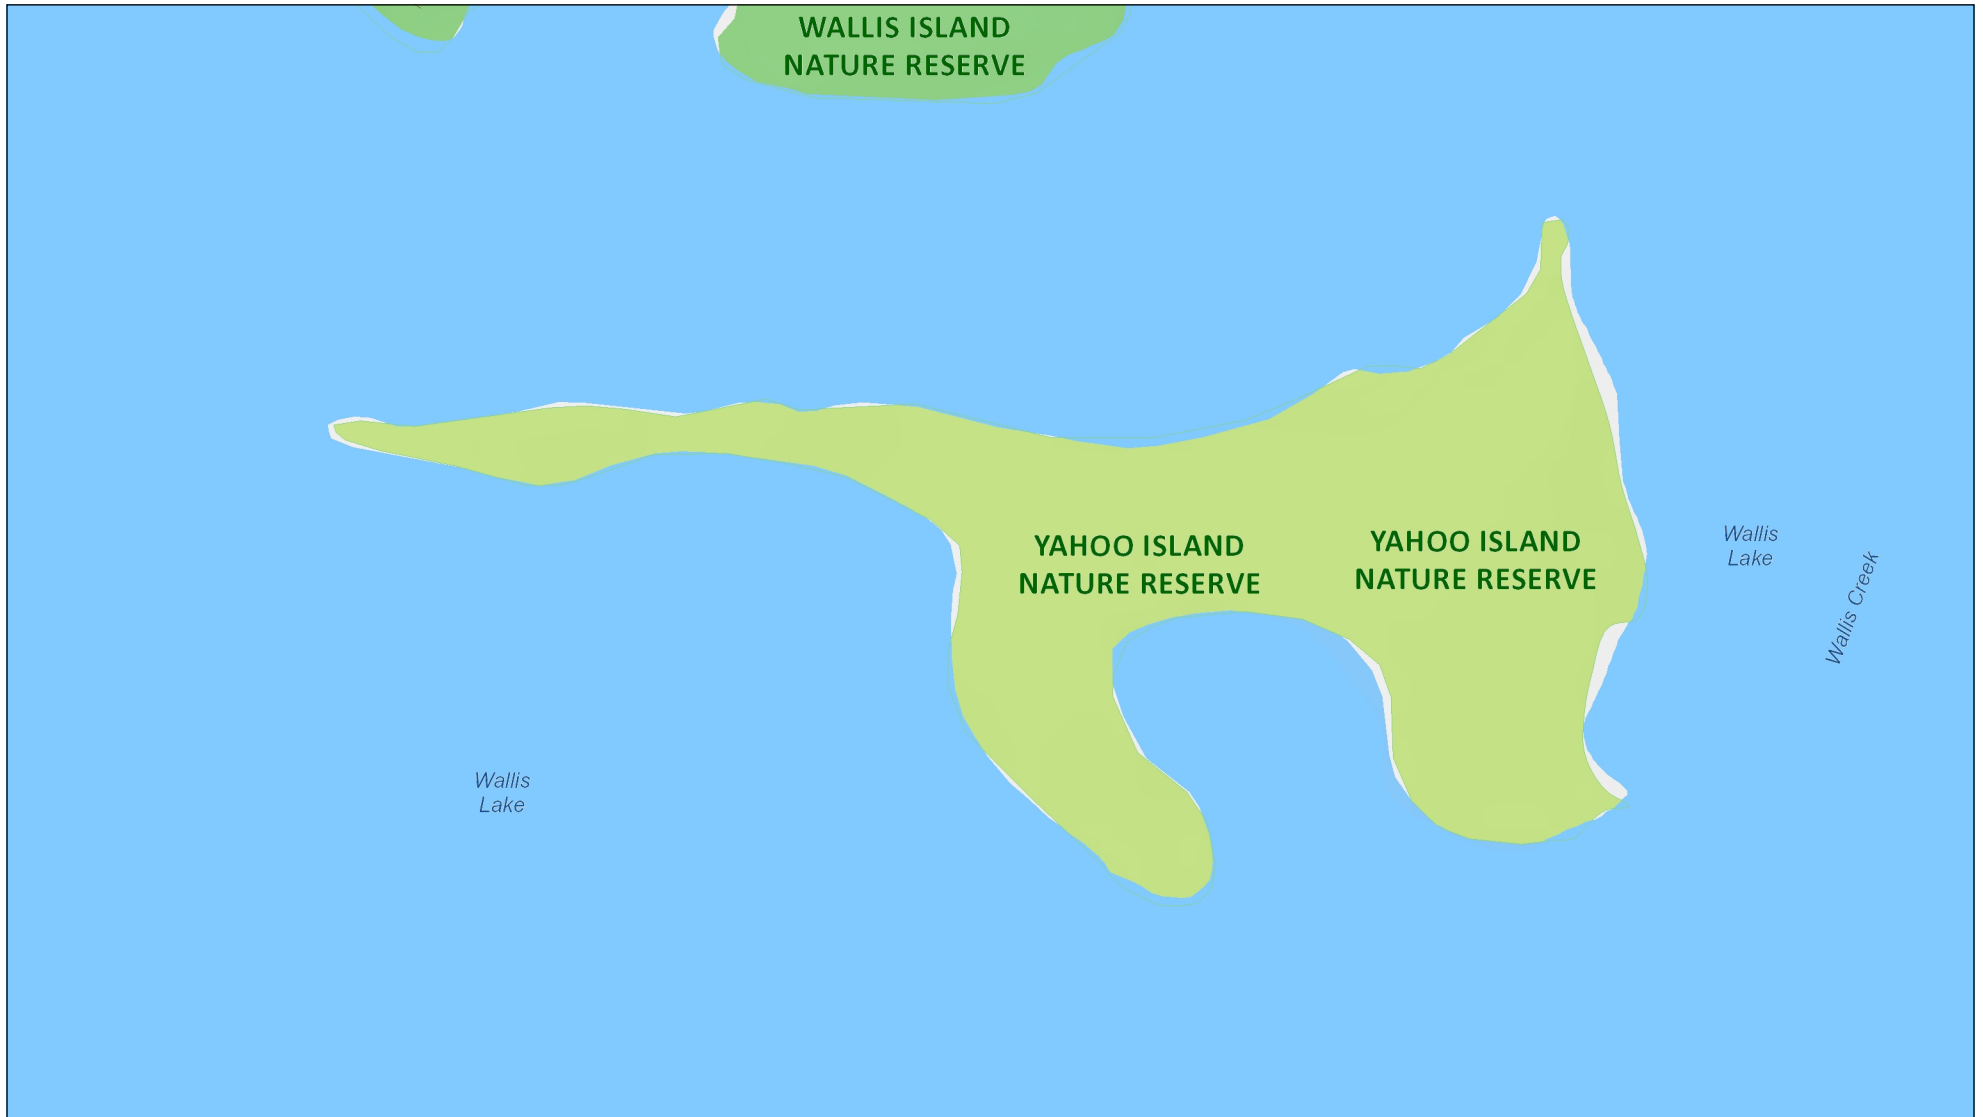 WALLIS ISLAND
NATURE RESERVE
YAHOO ISLAND
NATURE RESERVE
YAHOO ISLAND
NATURE RESERVE
Wallis
Lake
Wallis Creek
Wallis
Lake